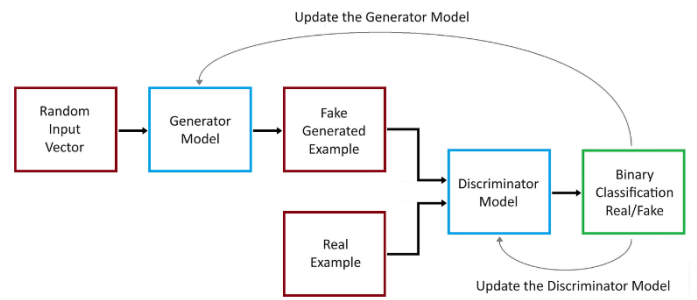 Update the Generator Model
Random
Input
Vector
Generator
Model
Fake
Generated
Example
Discriminator
Model
Binary
Classification
Real/Fake
Real
Example
Update the Discriminator Model